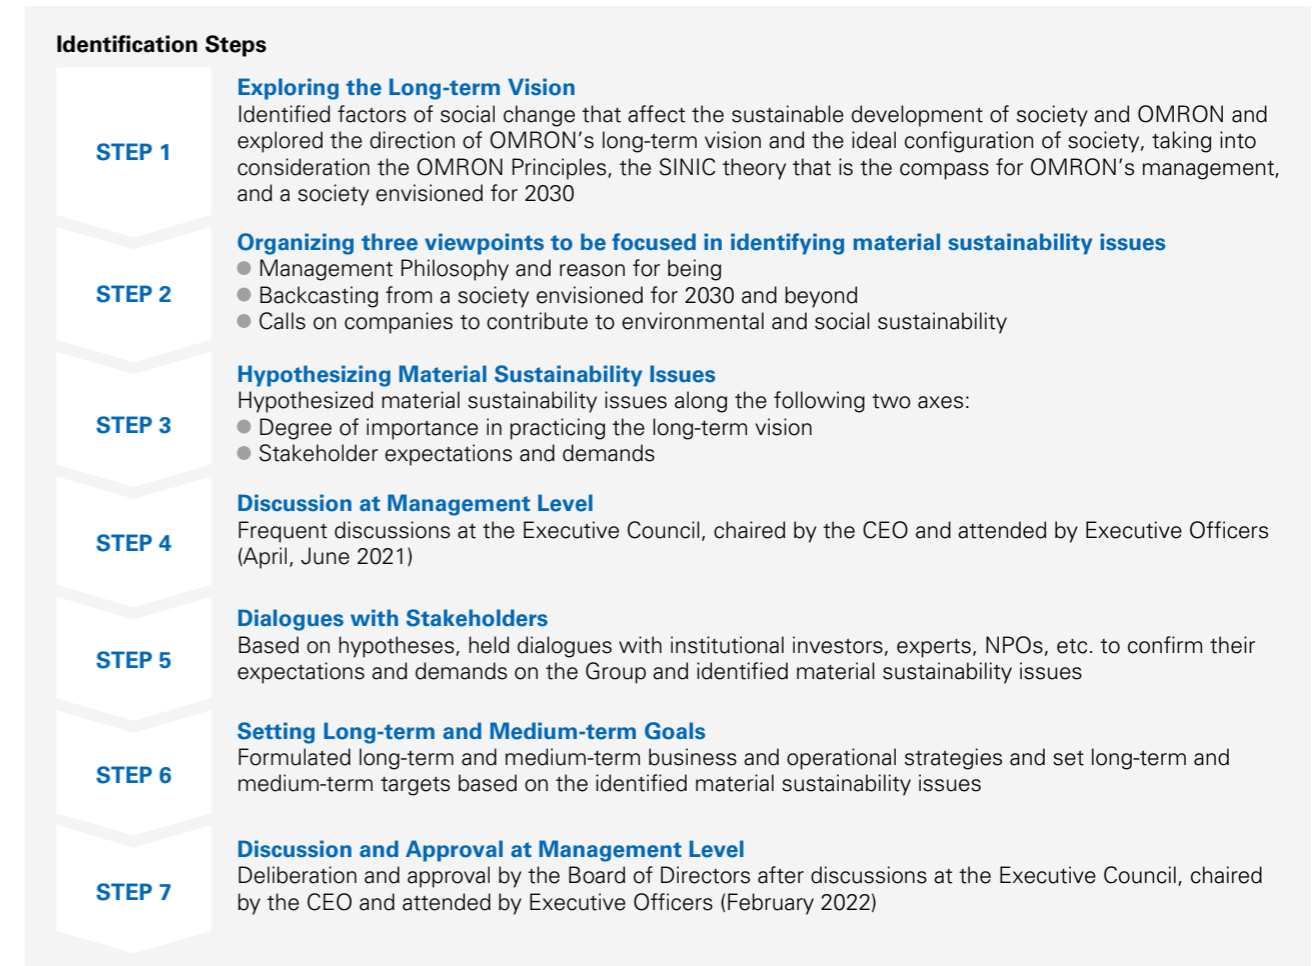 Identification Steps
STEP 1
Exploring the Long-term Vision
Identified factors of social change that affect the sustainable development of society and OMRON and
explored the direction of OMRON’s long-term vision and the ideal configuration of society, taking into
consideration the OMRON Principles, the SINIC theory that is the compass for OMRON’s management,
and a society envisioned for 2030
STEP 2
Organizing three viewpoints to be focused in identifying material sustainability issues
● Management Philosophy and reason for being
● Backcasting from a society envisioned for 2030 and beyond
● Calls on companies to contribute to environmental and social sustainability
STEP 3
Hypothesizing Material Sustainability Issues
Hypothesized material sustainability issues along the following two axes:
● Degree of importance in practicing the long-term vision
● Stakeholder expectations and demands
STEP 4
Discussion at Management Level
Frequent discussions at the Executive Council, chaired by the CEO and attended by Executive Officers
(April, June 2021)
STEP 5
Dialogues with Stakeholders
Based on hypotheses, held dialogues with institutional investors, experts, NPOs, etc. to confirm their
expectations and demands on the Group and identified material sustainability issues
STEP 6
Setting Long-term and Medium-term Goals
Formulated long-term and medium-term business and operational strategies and set long-term and
medium-term targets based on the identified material sustainability issues
STEP 7
Discussion and Approval at Management Level
Deliberation and approval by the Board of Directors after discussions at the Executive Council, chaired
by the CEO and attended by Executive Officers (February 2022)